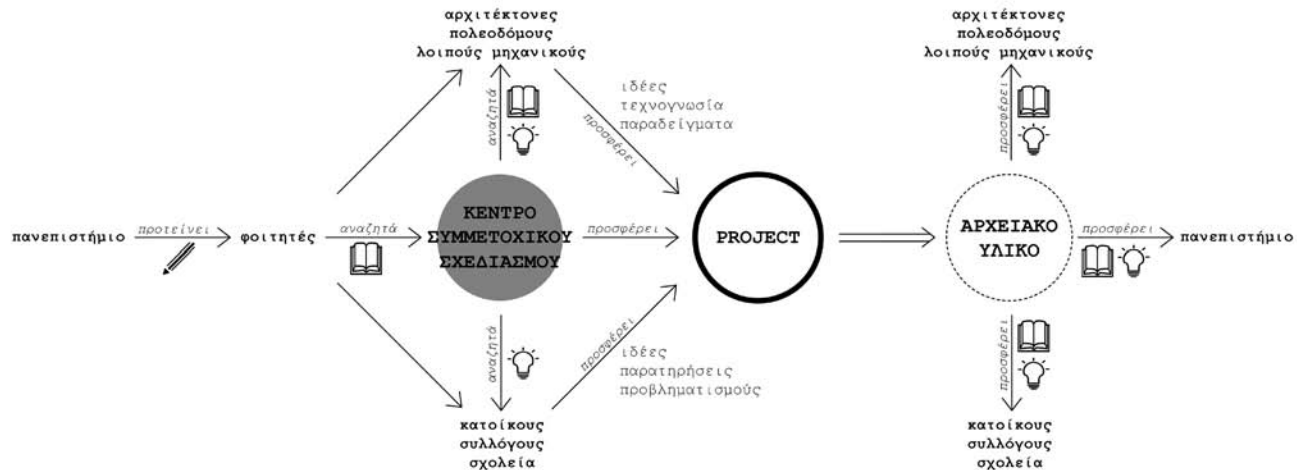 αρχιτέκτονες
πολεοδόμους
λοιπούς μηχανικούς
αναζητά
ιδέες
τεχνογνωσία
παραδείγματα
προσφέρει
αρχιτέκτονες
πολεοδόμους
λοιπούς μηχανικούς
προσφέρει
πανεπιστήμιο
προτείνει
φοιτητές
αναζητά
ΚΕΝΤΡΟ
ΣΥΜΜΕΤΟΧΙΚΟΥ
ΣΧΕΔΙΑΣΜΟΥ
προσφέρει
PROJECT
ΑΡΧΕΙΑΚΟ
ΥΛΙΚΟ
προσφέρει
πανεπιστήμιο
αναζητά
προσφέρει
ιδέες
παρατηρήσεις
προβληματισμούς
προσφέρει
κατοίκους
συλλόγους
σχολεία
κατοίκους
συλλόγους
σχολεία